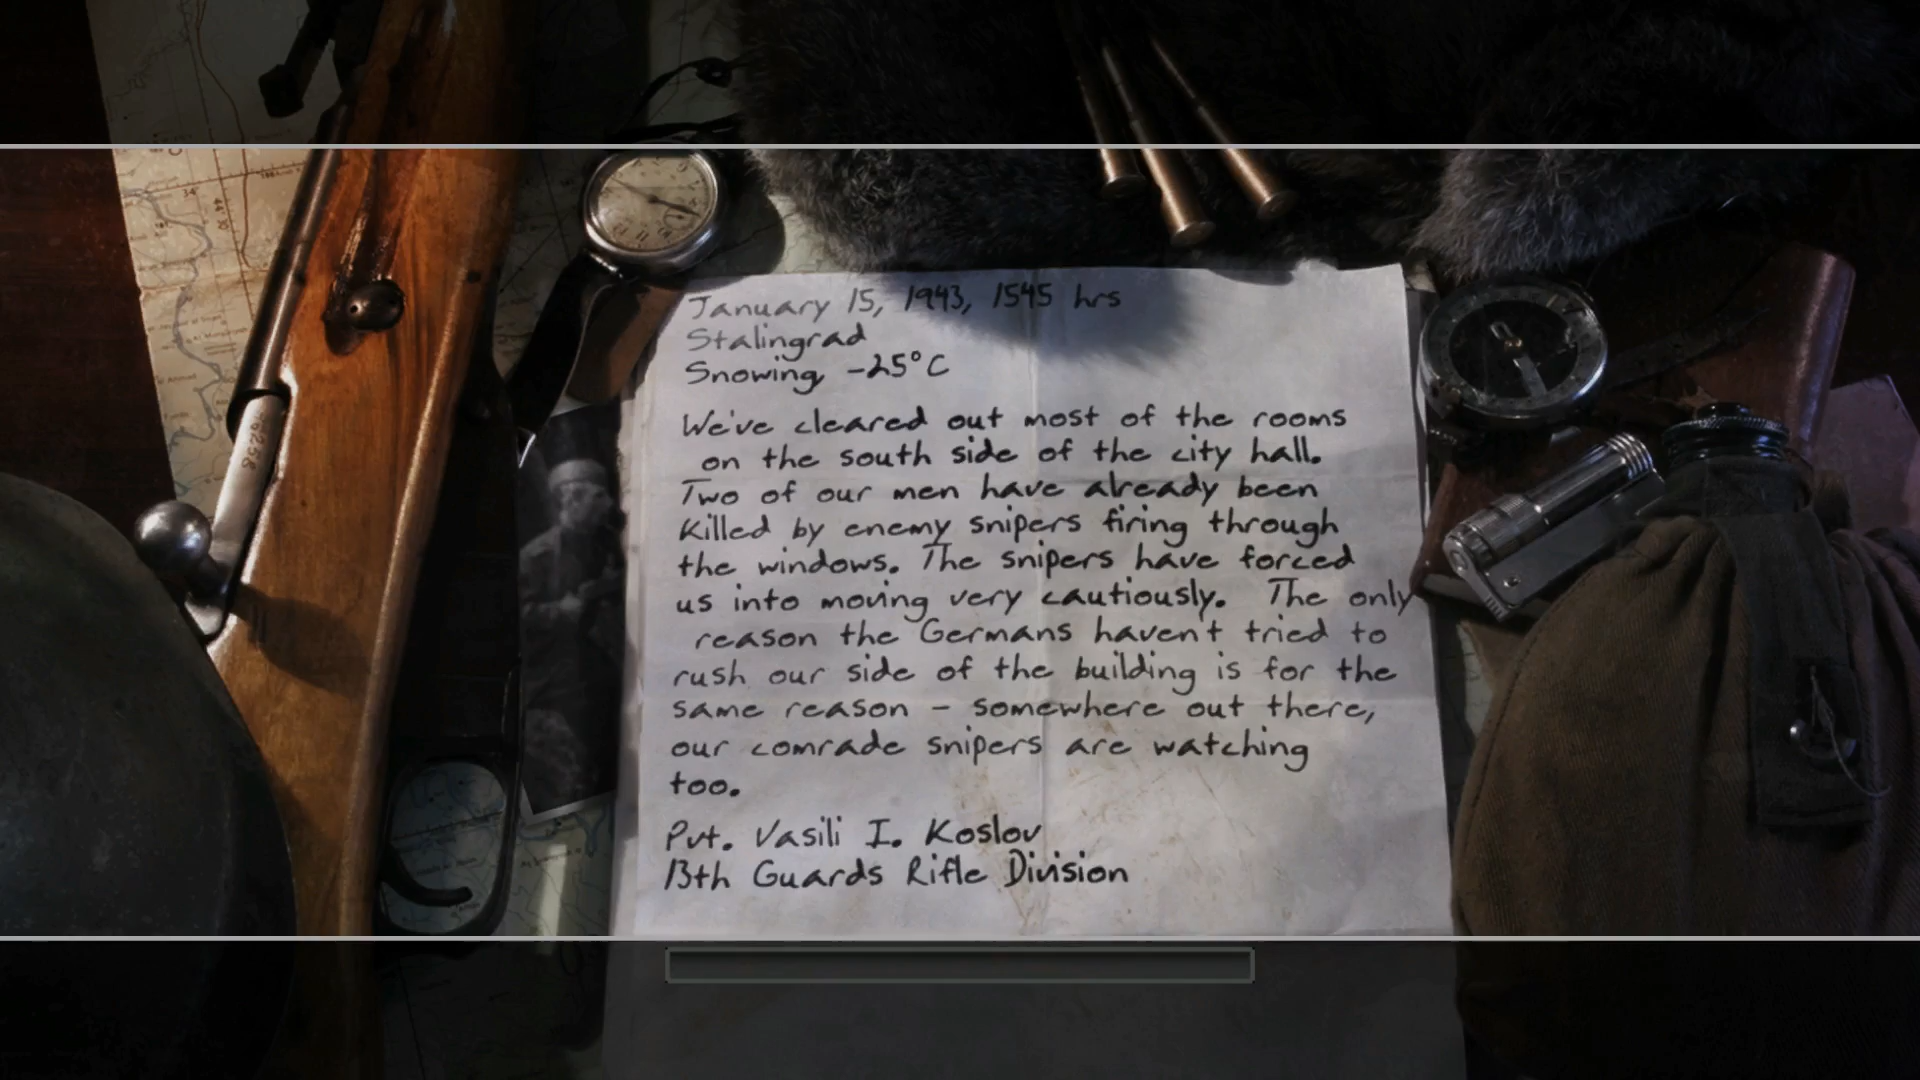 January 15, 1943, 1545 hrs
Stalingrad
Snowing, -25°C
We've cleared out most of the rooms
on the south side of the city hall.
Two of our men have already been
killed by enemy snipers firing through
the windows. The snipers have forced
us into moving very cautiously. The only
reason the Germans haven't tried to
rush our side of the building is for the
same reason - somewhere out there,
our comrade snipers are watching
too.
Pvt. Vasili I. Koslov
13th Guards Rifle Division